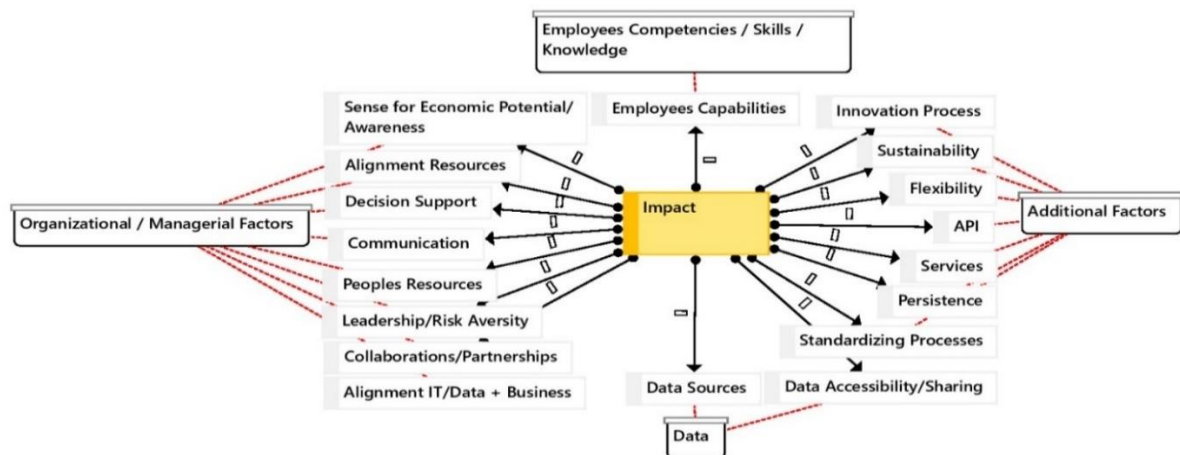 Employees Competencies / Skills /
Knowledge
Sense for Economic Potential/
Awareness
Employees Capabilities
Innovation Process
Alignment Resources
Sustainability
Decision Support
Flexibility
Organizational / Managerial Factors
Impact
Additional Factors
Communication
API
Peoples Resources
Services
Leadership/Risk Aversity
Persistence
Collaborations/Partnerships
Standardizing Processes
Alignment IT/Data + Business
Data Sources
Data Accessibility/Sharing
Data